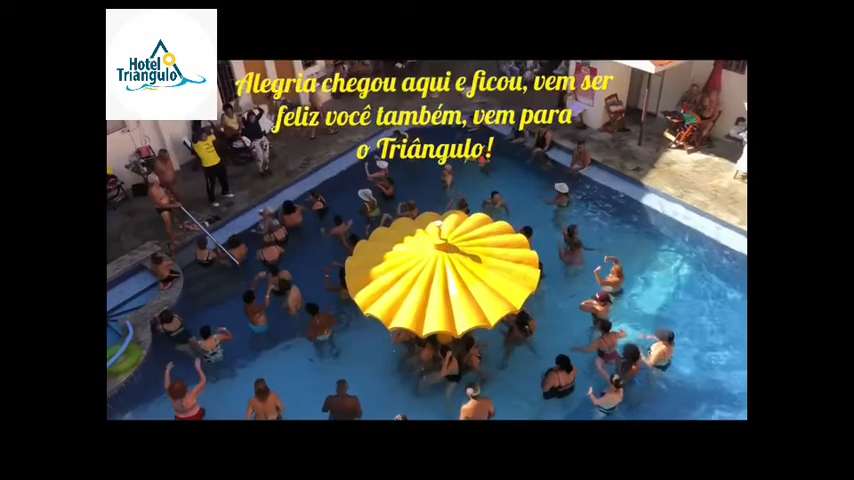 Hotel
Triângulo
Alegria chegou aqui e ficou, vem ser
feliz você também, vem para
o Triângulo!